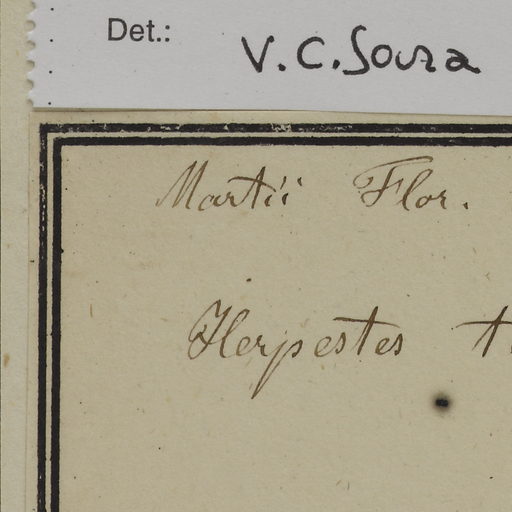 Det.: V. C. Souza
Martii Flor.
Herpestes